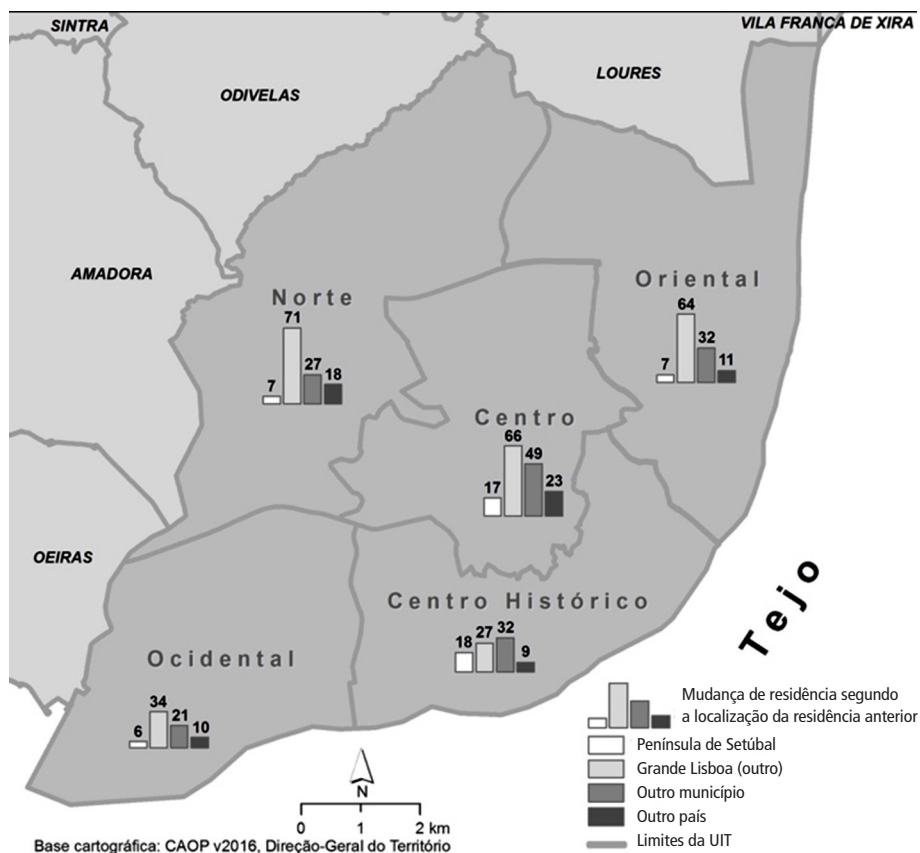 SINTRA
VILA FRANCA DE XIRA
LOURES
ODIVELAS
AMADORA
Norte
71
7
27
18
Oriental
64
7
32
11
Centro
66
17
49
23
OEIRAS
Centro Histórico
18
27
32
9
Tejo
Ocidental
6
34
21
10
Mudança de residência segundo
a localização da residência anterior
Península de Setúbal
Grande Lisboa (outro)
Outro município
Outro país
Limites da UIT
N
0 1 2 km
Base cartográfica: CAOP v2016, Direção-Geral do Território